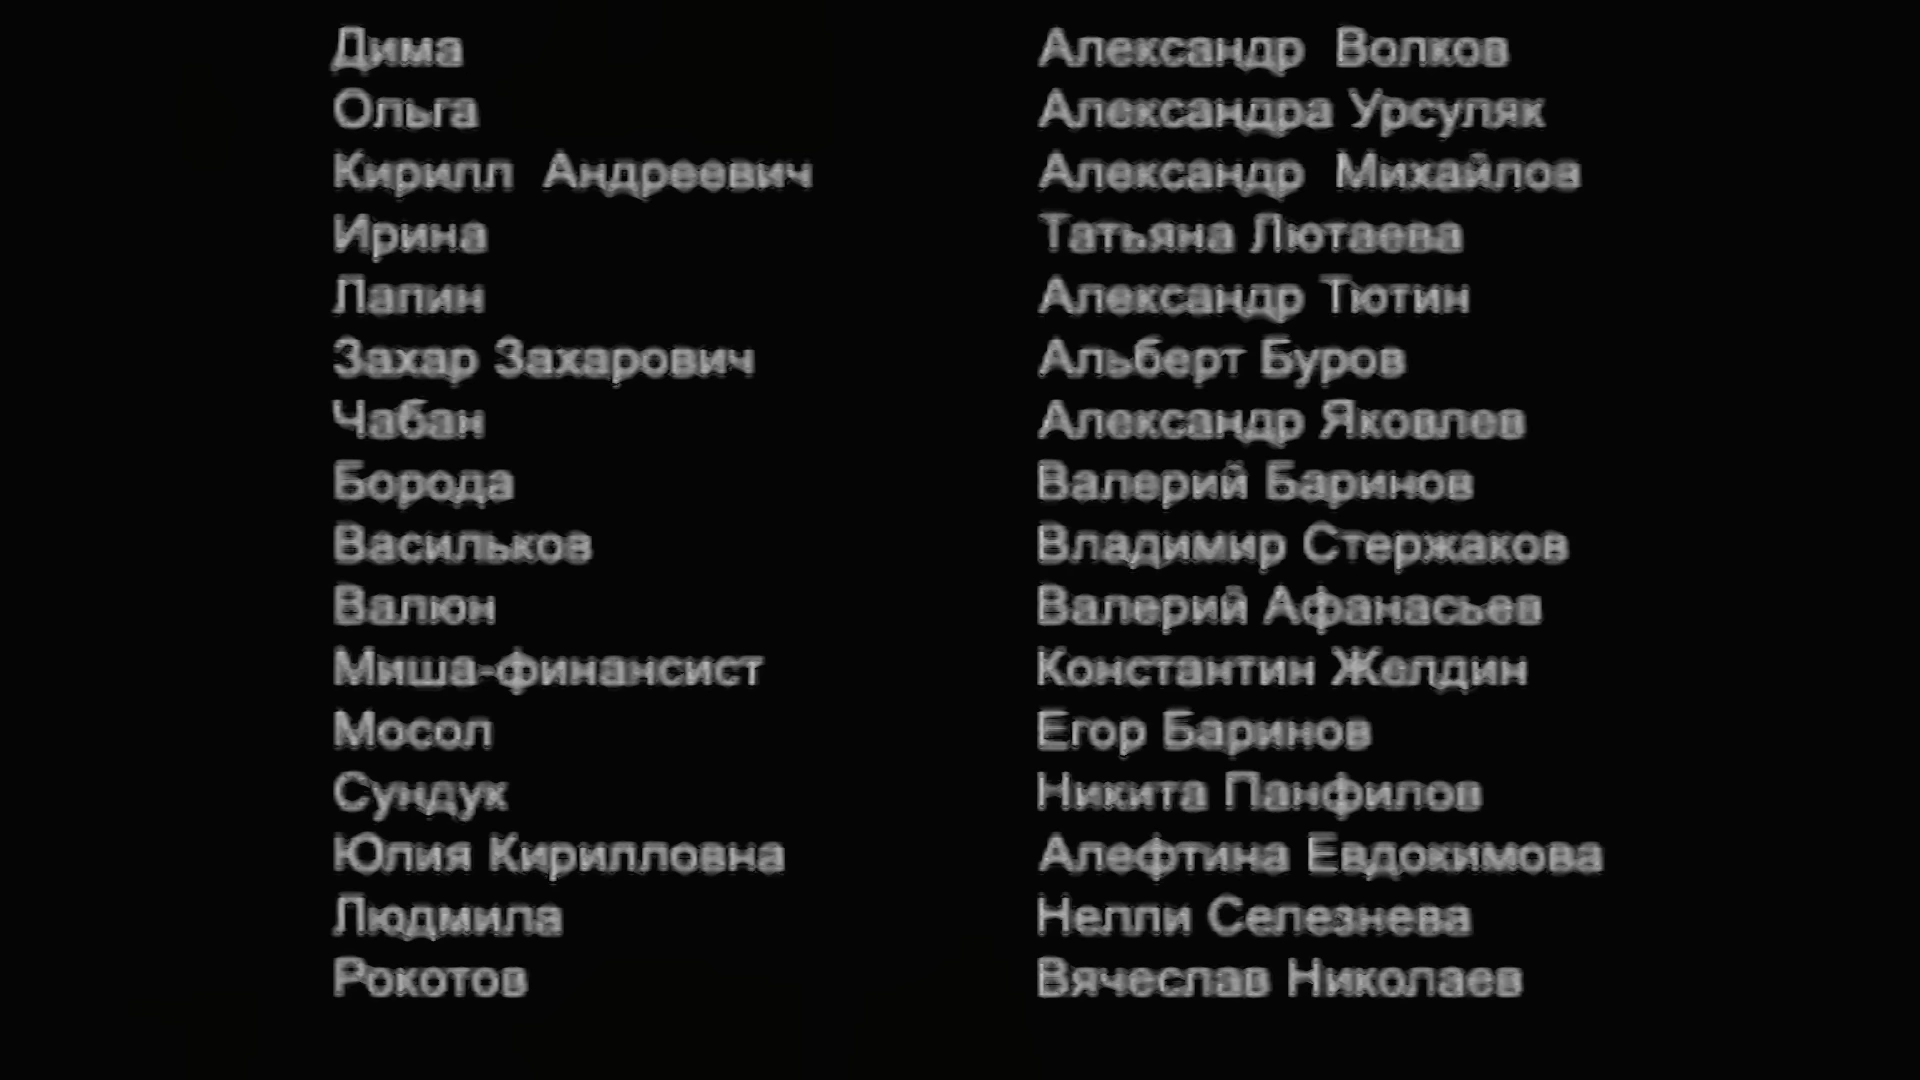 Дима Александр Волков
Ольга Александра Урсуляк
Кирилл Андреевич Александр Михайлов
Ирина Татьяна Лютаева
Лапин Александр Тютин
Захар Захарович Альберт Буров
Чабан Александр Яковлев
Борода Валерий Баринов
Васильков Владимир Стержаков
Валюн Валерий Афанасьев
Миша-финансист Константин Желдин
Мосол Егор Баринов
Сундук Никита Панфилов
Юлия Кирилловна Алефтина Евдокимова
Людмила Нелли Селезнева
Рокотов Вячеслав Николаев